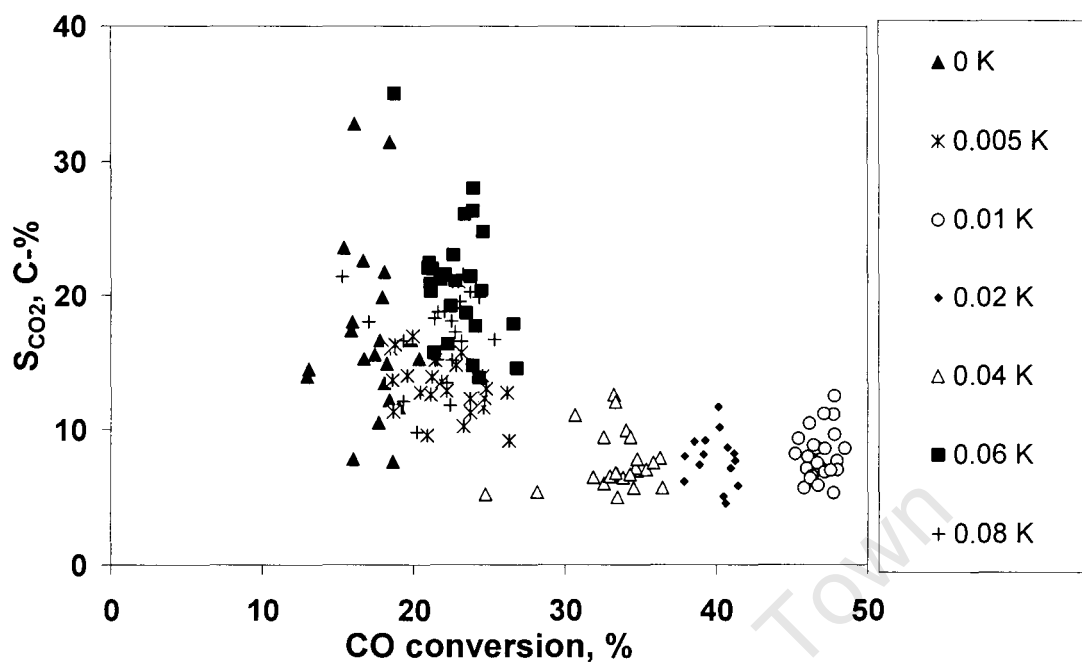 40
30
20
10
0
S_CO2, C-%
0 10 20 30 40 50
CO conversion, %
0 K
0.005 K
0.01 K
0.02 K
0.04 K
0.06 K
0.08 K
Town